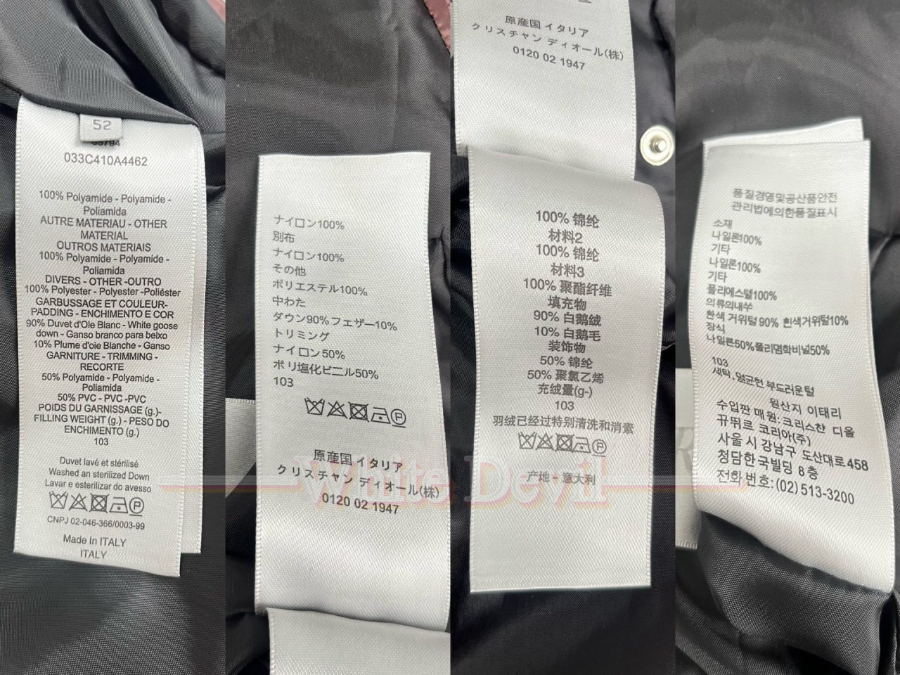 52
033C410A4462
100% Polyamide - Polyamide -
Poliamida
AUTRE MATERIAU - OTHER
MATERIAL
OUTROS MATERIAIS
100% Polyamide - Polyamide -
Poliamida
DIVERS - OTHER -OUTRO
100% Polyester - Polyester -Poliéster
GARBUSSAGE ET COULEUR-
PADDING - ENCHIMENTO E COR
90% Duvet d'Oie Blanc - White goose
down - Ganso branco para beixo
10% Plume d'oie Blanche - Ganso
GARNITURE - TRIMMING -
RECORTE
50% Polyamide - Polyamide -
Poliamida
50% PVC - PVC -PVC
POIDS DU GARNISSAGE (g.)-
FILLING WEIGHT (g.) - PESO DO
ENCHIMENTO (g.)
103
Duvet lavé et stérilisé
Washed an sterilized Down
Lavar e esterilizar do avesso
CNPJ 02-046-366/0003-99
Made in ITALY
ITALY
ナイロン100%
別布
ナイロン100%
その他
ポリエステル100%
中わた
ダウン90%フェザー10%
トリミング
ナイロン50%
ポリ塩化ビニル50%
103
原産国 イタリア
クリスチャン ディオール(株)
0120 02 1947
原産国 イタリア
クリスチャン ディオール(株)
0120 02 1947
100% 锦纶
材料2
100% 锦纶
材料3
100% 聚酯纤维
填充物
90% 白鹅绒
10% 白鹅毛
装饰物
50% 锦纶
50% 聚氯乙烯
充绒量(g-)
103
羽绒已经过特别清洗和消素
产地 - 意大利
품질경영및공산품안전
관리법에의한품질표시
소재
나일론100%
기타
나일론100%
기타
폴리에스텔100%
의류의내쑤
환색 거위털 90% 흰색거위털10%
장식
나일론50%폴리염학비닐50%
103
세탁, 멸균헌 부드러운털
원산지 이태리
수입판 매원: 크리스찬 디올
뀨뛰르 코리아(주)
서울 시 강남구 도산대로458
청담한국빌딩 8 층
전화 번호: (02) 513-3200
White Devil